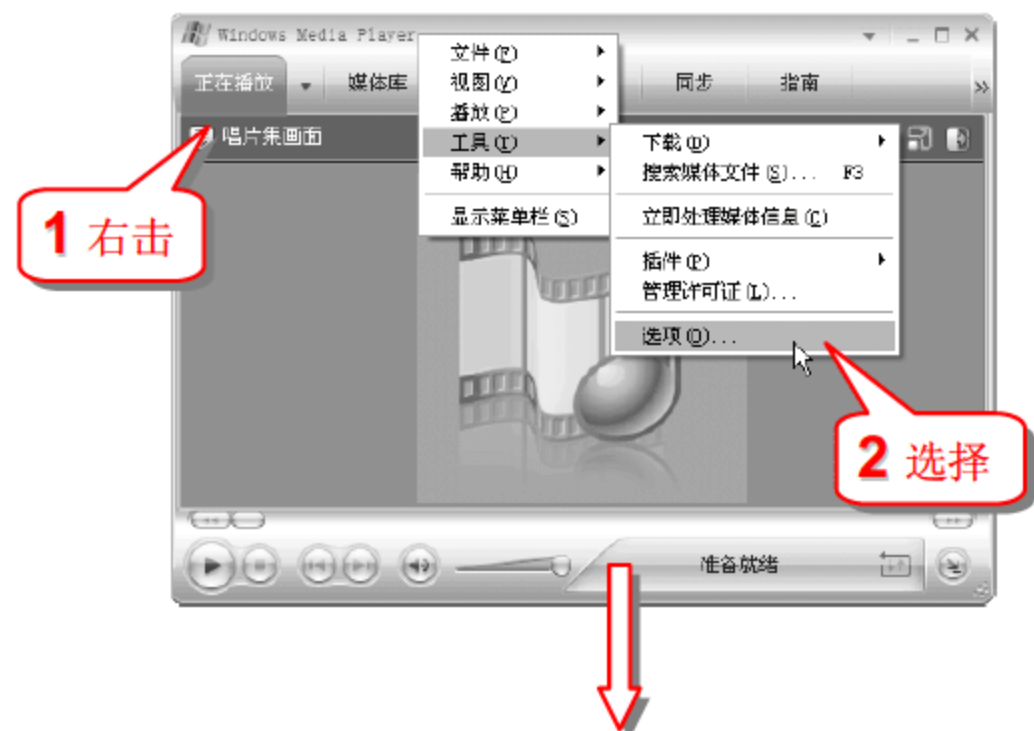 Windows Media Player
正在播放 媒体库 同步 指南 »
唱片集画面
文件(F)
视图(V)
播放(P)
工具(T)
帮助(H)
显示菜单栏(S)
下载(D)
搜索媒体文件(S)... F3
立即处理媒体信息(C)
插件(P)
管理许可证(L)...
选项(O)...
1 右击
2 选择
准备就绪